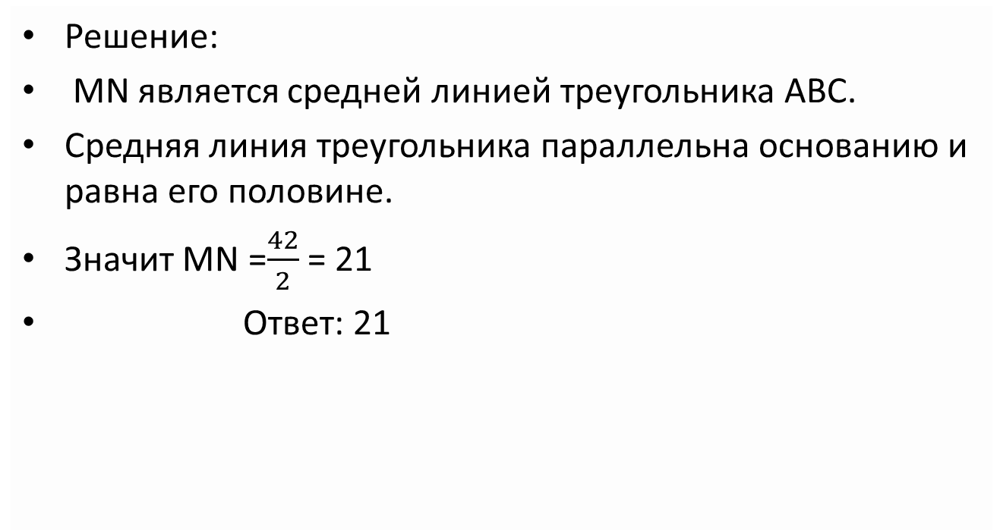 • Решение:
• MN является средней линией треугольника АВС.
• Средняя линия треугольника параллельна основанию и
равна его половине.
• Значит MN =42/2 = 21
• Ответ: 21